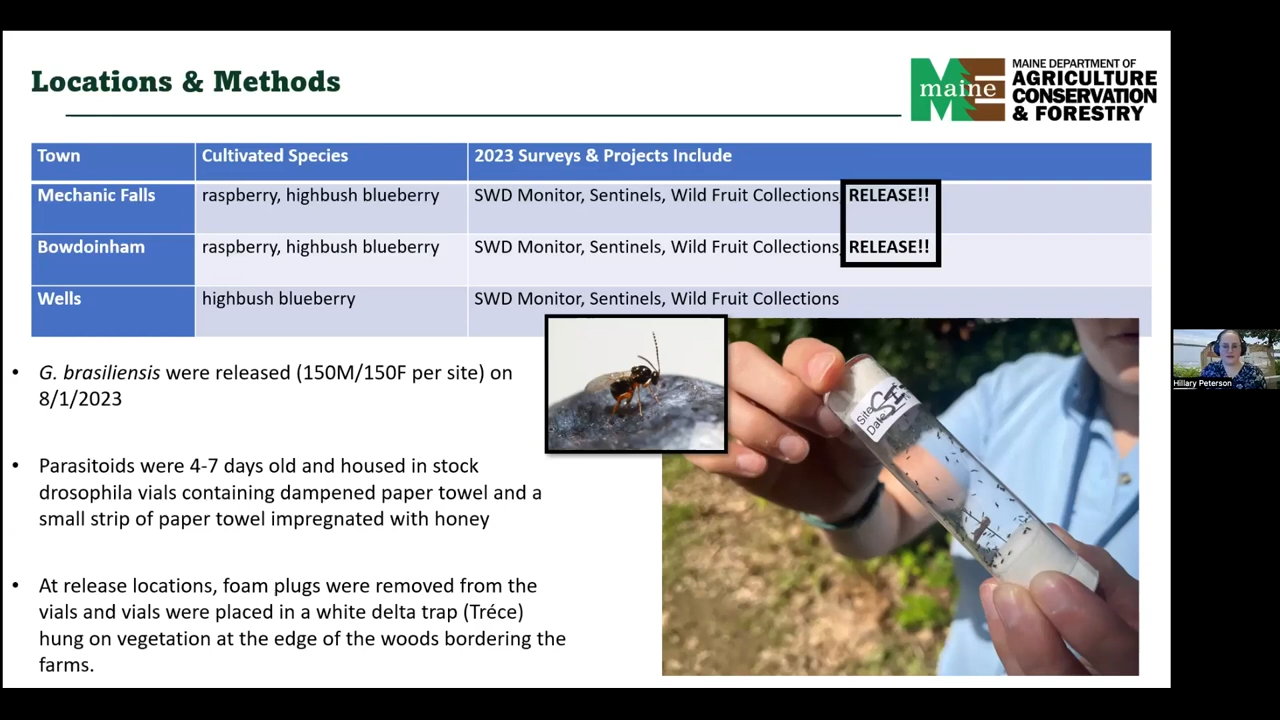 Locations & Methods
maine
MAINE DEPARTMENT OF
AGRICULTURE
CONSERVATION
& FORESTRY
Town Cultivated Species 2023 Surveys & Projects Include
Mechanic Falls raspberry, highbush blueberry SWD Monitor, Sentinels, Wild Fruit Collections, RELEASE!!
Bowdoinham raspberry, highbush blueberry SWD Monitor, Sentinels, Wild Fruit Collections, RELEASE!!
Wells highbush blueberry SWD Monitor, Sentinels, Wild Fruit Collections
• G. brasiliensis were released (150M/150F per site) on
8/1/2023
• Parasitoids were 4-7 days old and housed in stock
drosophila vials containing dampened paper towel and a
small strip of paper towel impregnated with honey
• At release locations, foam plugs were removed from the
vials and vials were placed in a white delta trap (Tréce)
hung on vegetation at the edge of the woods bordering the
farms.
Site
Date
Hillary Peterson